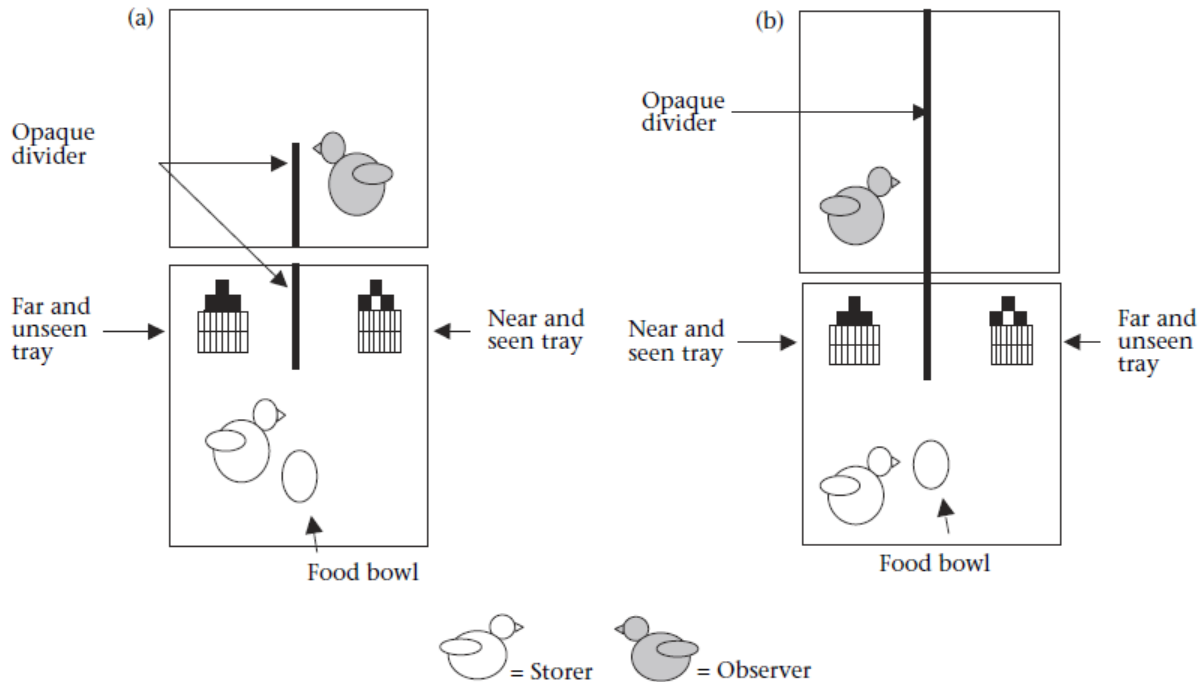 (a)
Opaque
divider
Far and
unseen
tray
Near and
seen tray
Food bowl
(b)
Opaque
divider
Near and
seen tray
Far and
unseen
tray
Food bowl
= Storer
= Observer